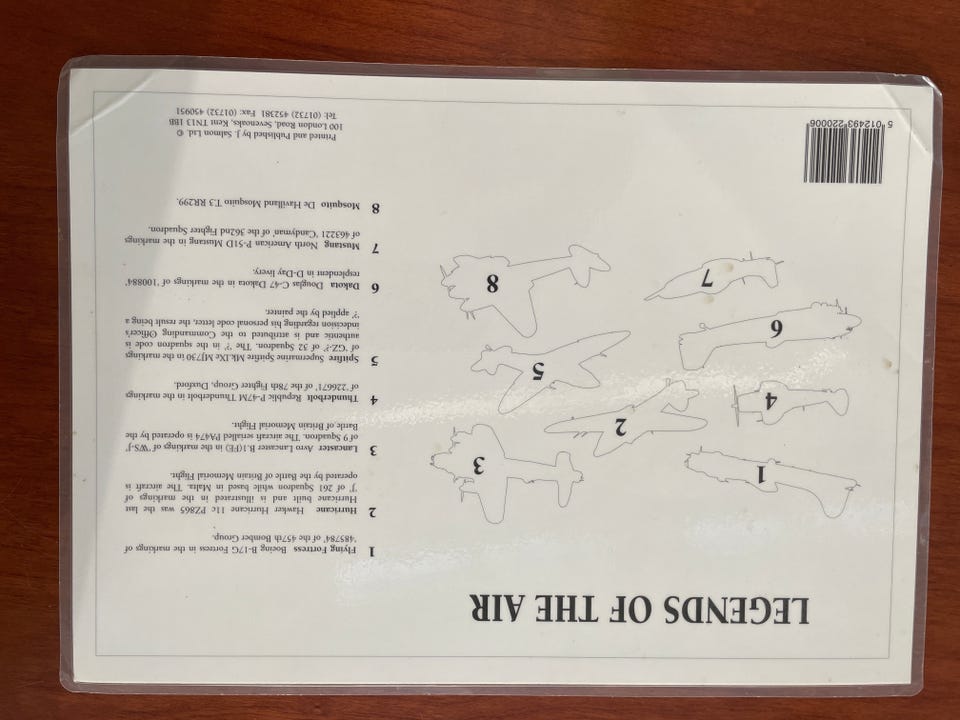 LEGENDS OF THE AIR
1
2
3
4
5
6
7
8
1 Flying Fortress Boeing B-17G Fortress in the markings of
'485784' of the 457th Bomber Group.
2 Hurricane Hawker Hurricane 11c PZ865 was the last
Hurricane built and is illustrated in the markings of
'J' of 261 Squadron while based in Malta. The aircraft is
operated by the Battle of Britain Memorial Flight.
3 Lancaster Avro Lancaster B.1(FE) in the markings of 'WS-J'
of 9 Squadron. The aircraft serialled PA474 is operated by the
Battle of Britain Memorial Flight.
4 Thunderbolt Republic P-47M Thunderbolt in the markings
of '226671' of the 78th Fighter Group, Duxford.
5 Spitfire Supermarine Spitfire Mk.IXe MJ730 in the markings
of 'GZ-?' of 32 Squadron. The '?' in the squadron code is
authentic and is attributed to the Commanding Officer's
indecision regarding his personal code letter, the result being a
'?' applied by the painter.
6 Dakota Douglas C-47 Dakota in the markings of '100884'
resplendent in D-Day livery.
7 Mustang North American P-51D Mustang in the markings
of 463221 'Candyman' of the 362nd Fighter Squadron.
8 Mosquito De Havilland Mosquito T.3 RR299.
Printed and Published by J. Salmon Ltd. ©
100 London Road, Sevenoaks, Kent TN13 1BB
Tel: (01732) 452381 Fax: (01732) 450951
5 012493 220006